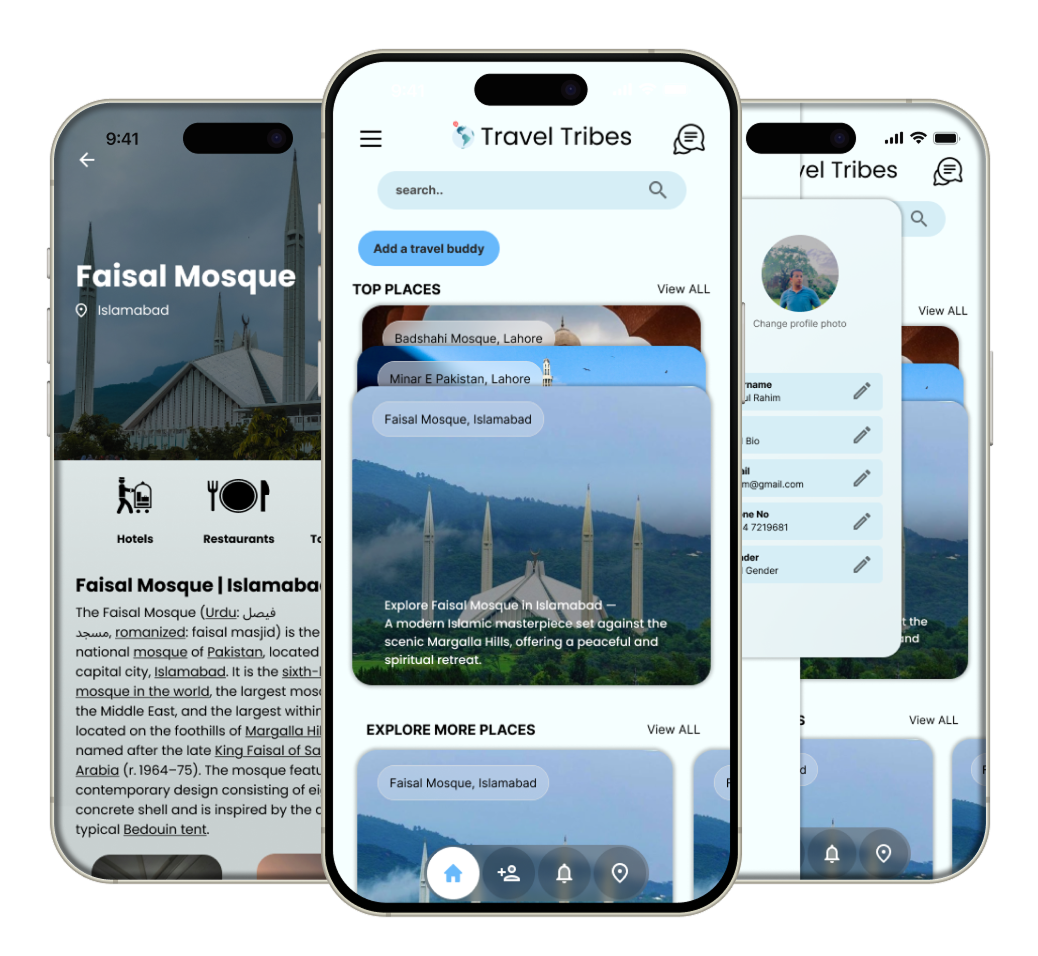 9:41
Faisal Mosque
Islamabad
Hotels
Restaurants
Faisal Mosque | Islamaba
The Faisal Mosque (Urdu: فيصل
مسجد, romanized: faisal masjid) is the
national mosque of Pakistan, located
capital city, Islamabad. It is the sixth-l
mosque in the world, the largest mosq
the Middle East, and the largest within
located on the foothills of Margalla Hil
named after the late King Faisal of Sa
Arabia (r. 1964–75). The mosque featu
contemporary design consisting of ei
concrete shell and is inspired by the d
typical Bedouin tent.
Travel Tribes
search..
Add a travel buddy
TOP PLACES
View ALL
Badshahi Mosque, Lahore
Minar E Pakistan, Lahore
Faisal Mosque, Islamabad
Explore Faisal Mosque in Islamabad —
A modern Islamic masterpiece set against the
scenic Margalla Hills, offering a peaceful and
spiritual retreat.
EXPLORE MORE PLACES
View ALL
Faisal Mosque, Islamabad
vel Tribes
View ALL
Change profile photo
rname
ul Rahim
l Bio
ail
m@gmail.com
ne No
4 7219681
der
l Gender
t the
and
S
View ALL
d
F